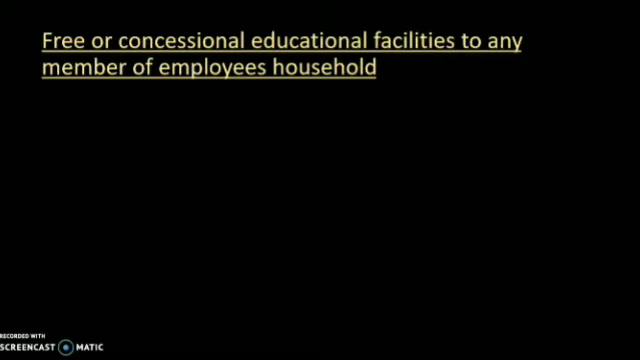 Free or concessional educational facilities to any
member of employees household
RECORDED WITH
SCREENCAST MATIC